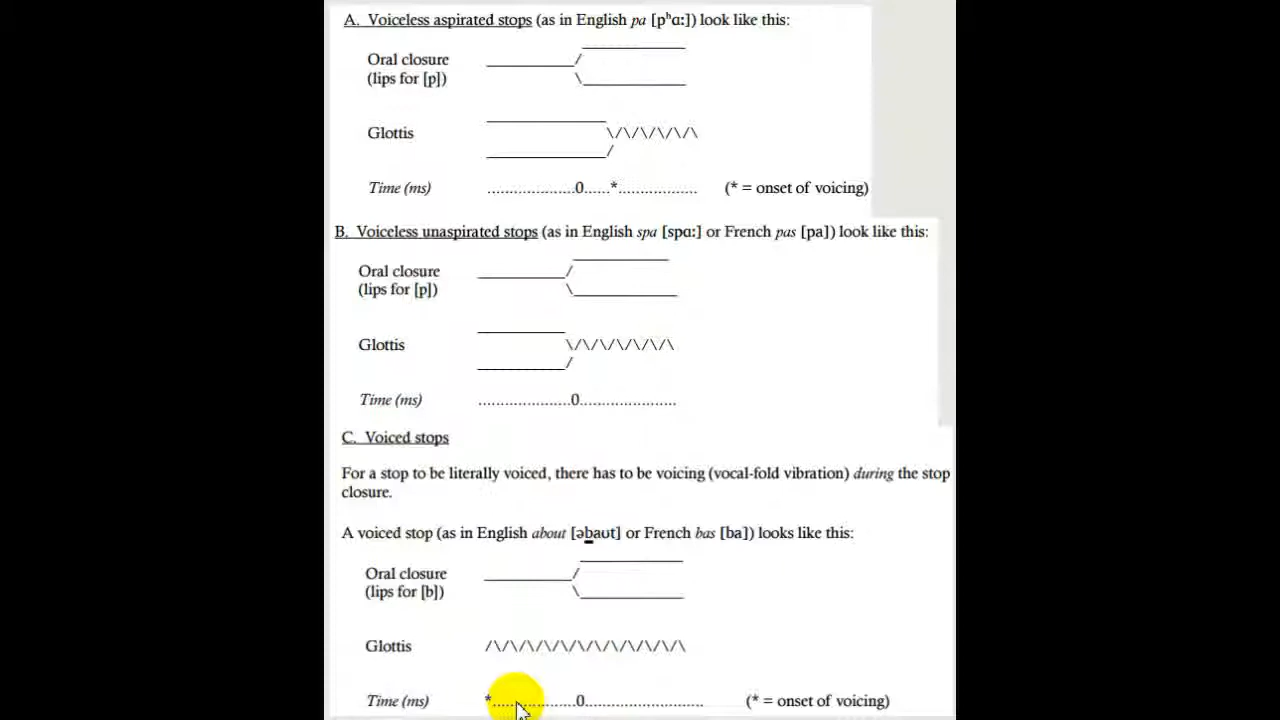 A. Voiceless aspirated stops (as in English pa [pʰɑː]) look like this:
Oral closure
(lips for [p])
Glottis
Time (ms) ....................0......*.................. (* = onset of voicing)
B. Voiceless unaspirated stops (as in English spa [spɑː] or French pas [pa]) look like this:
Oral closure
(lips for [p])
Glottis
Time (ms) .....................0......................
C. Voiced stops
For a stop to be literally voiced, there has to be voicing (vocal-fold vibration) during the stop
closure.
A voiced stop (as in English about [əbaʊt] or French bas [ba]) looks like this:
Oral closure
(lips for [b])
Glottis
Time (ms) *...................0........................... (* = onset of voicing)